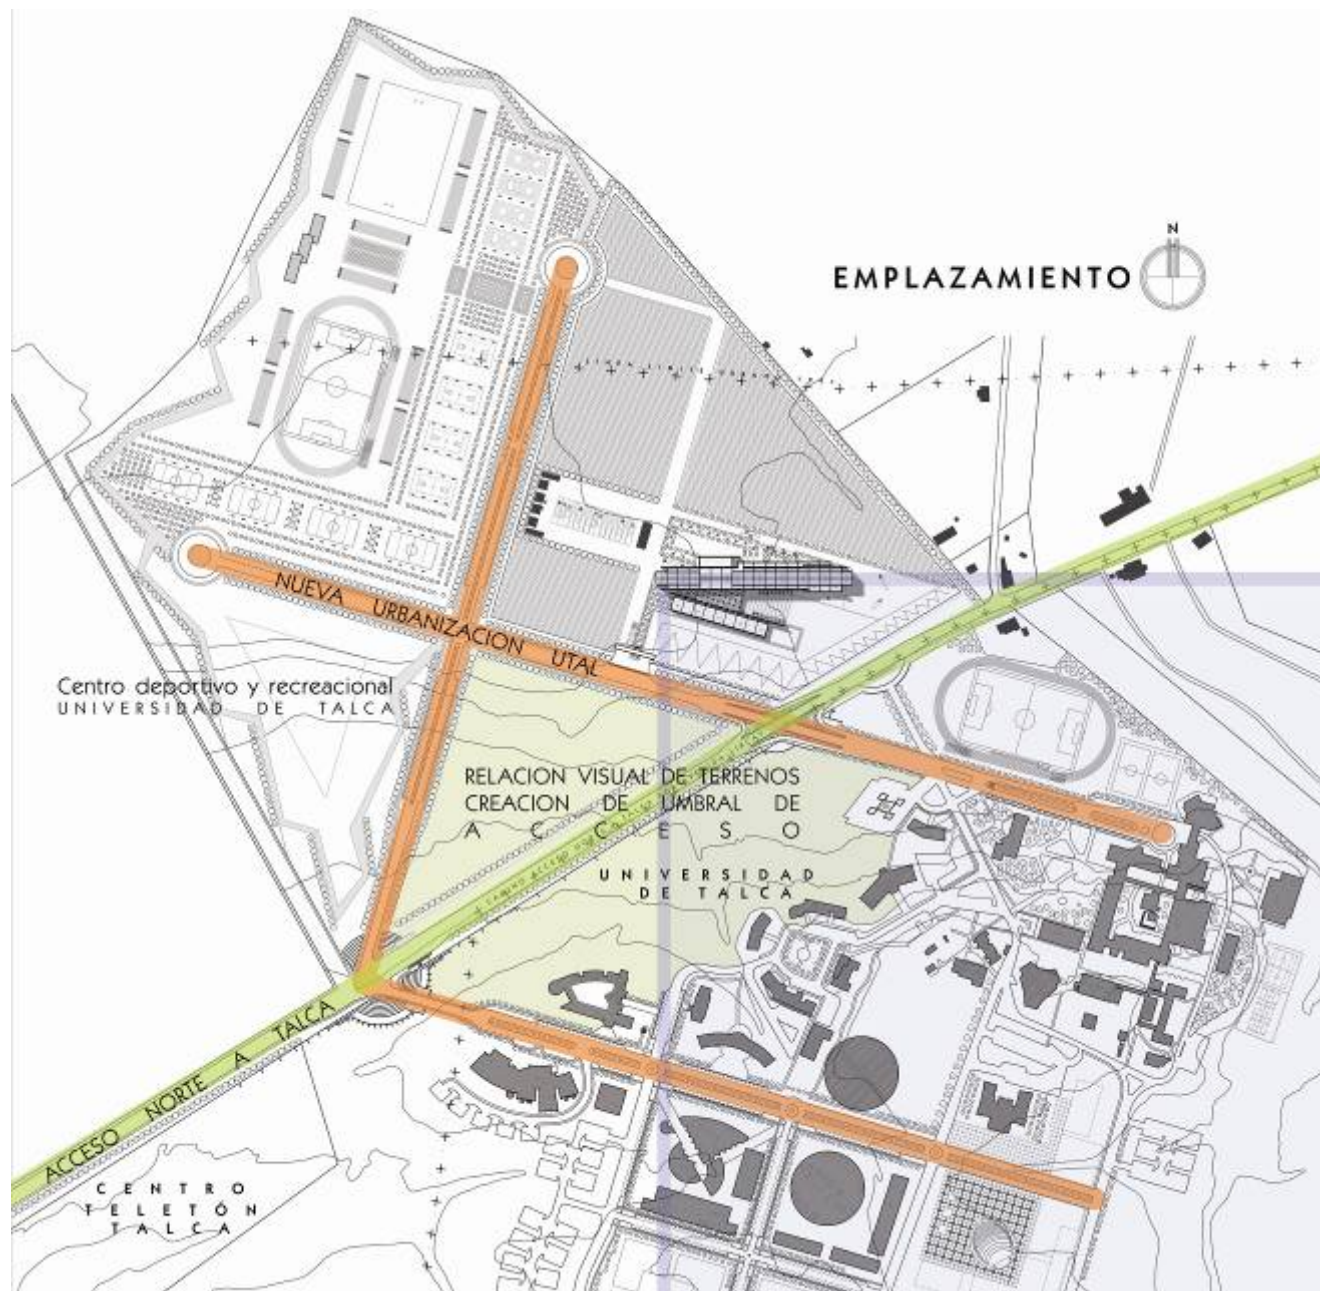 N
EMPLAZAMIENTO
NUEVA URBANIZACION UTAL
Centro deportivo y recreacional
UNIVERSIDAD DE TALCA
RELACION VISUAL DE TERRENOS
CREACION DE UMBRAL DE
ACCESO
UNIVERSIDAD
DE TALCA
ACCESO NORTE A TALCA
CENTRO
TELETÓN
TALCA